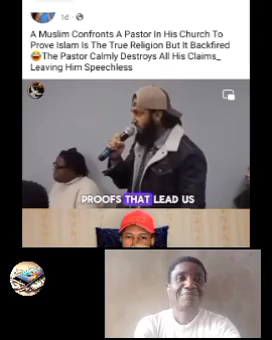 1d
A Muslim Confronts A Pastor In His Church To
Prove Islam Is The True Religion But It Backfired
😂The Pastor Calmly Destroys All His Claims_
Leaving Him Speechless
PROOFS THAT LEAD US